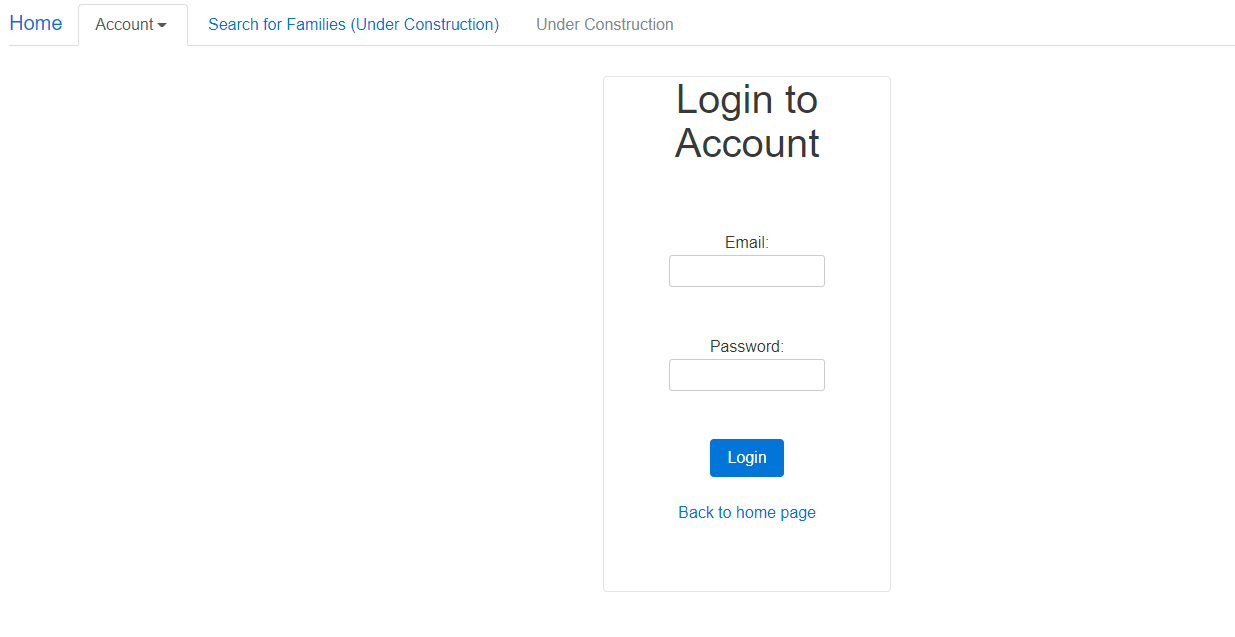 Home Account Search for Families (Under Construction) Under Construction
Login to
Account
Email:
Password:
Login
Back to home page